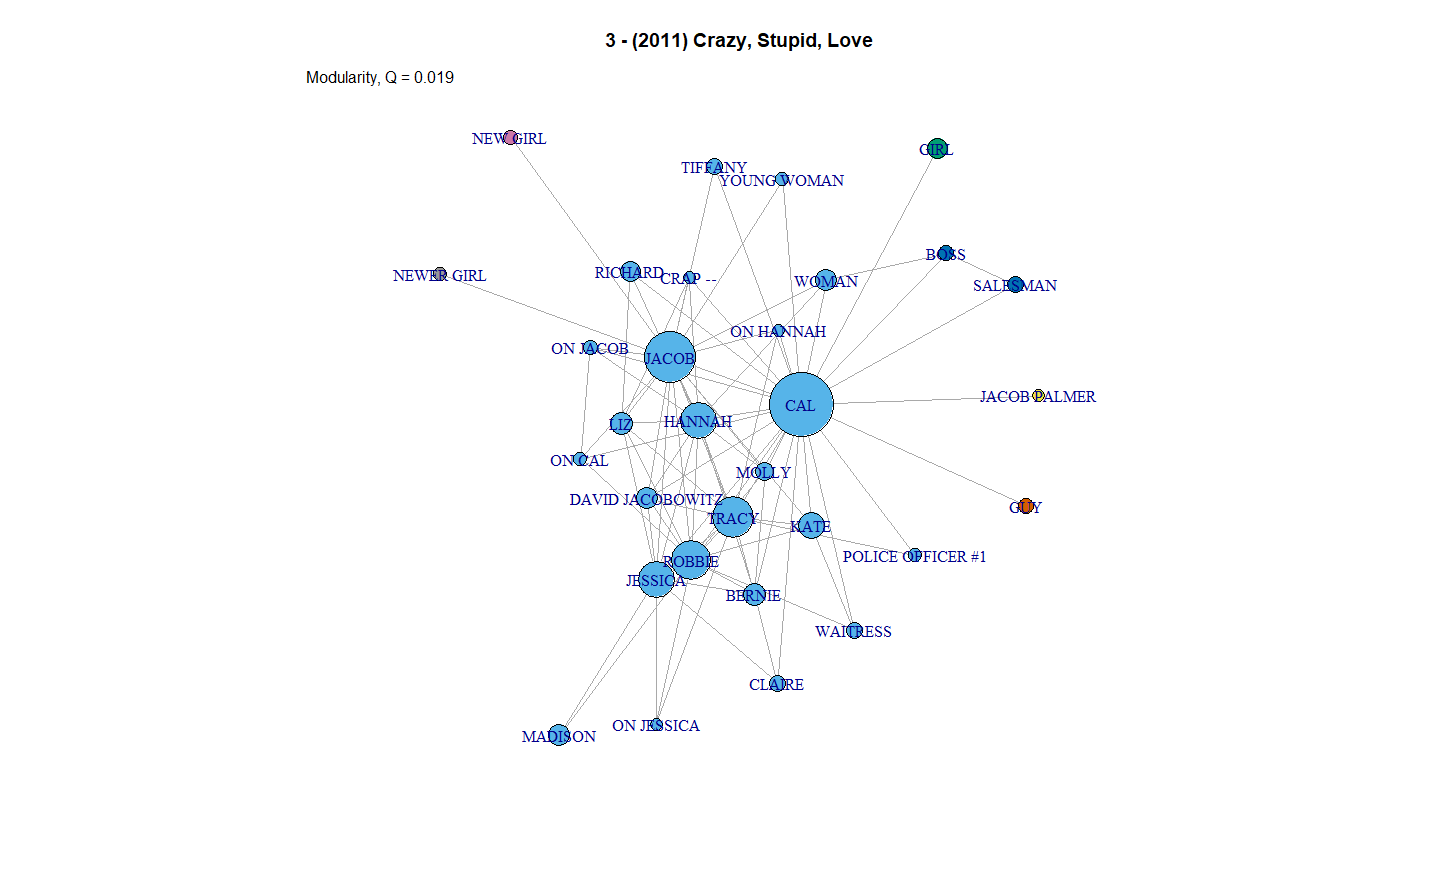 3 - (2011) Crazy, Stupid, Love
Modularity, Q = 0.019
NEW GIRL
GIRL
TIFFANY
YOUNG WOMAN
BOSS
NEWER GIRL
RICHARD
CRAP --
WOMAN
SALESMAN
ON HANNAH
ON JACOB
JACOB
JACOB PALMER
CAL
LIZ
HANNAH
ON CAL
MOLLY
DAVID JACOBOWITZ
GUY
TRACY
KATE
POLICE OFFICER #1
ROBBIE
JESSICA
BERNIE
WAITRESS
CLAIRE
ON JESSICA
MADISON